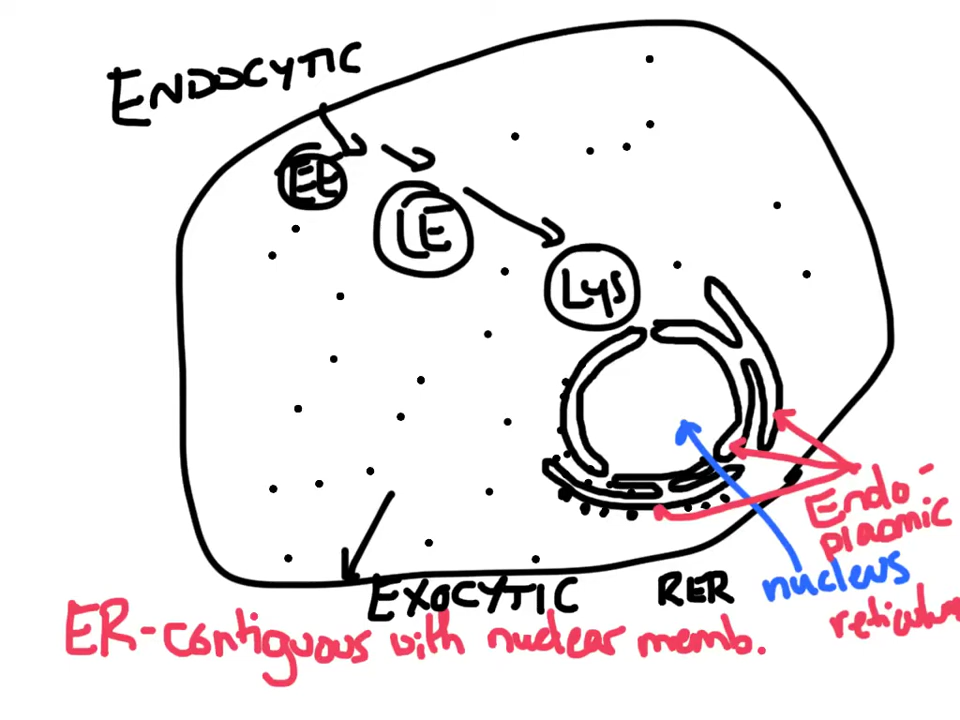 ENDOCYTIC
EE
LE
Lys
Endo-
plasmic
reticulum
nucleus
EXOCYTIC
RER
ER-contiguous with nuclear memb.